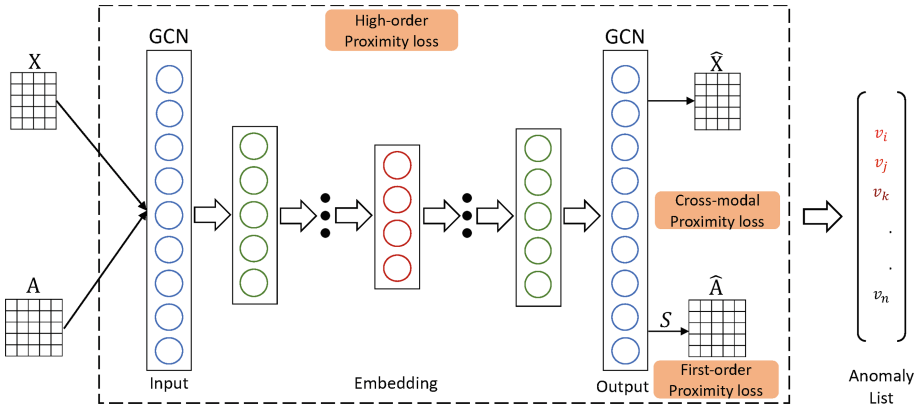 High-order
Proximity loss
GCN
GCN
X
X̂
A
Â
S
v_i
v_j
v_k
.
.
v_n
Cross-modal
Proximity loss
First-order
Proximity loss
Input
Embedding
Output
Anomaly
List